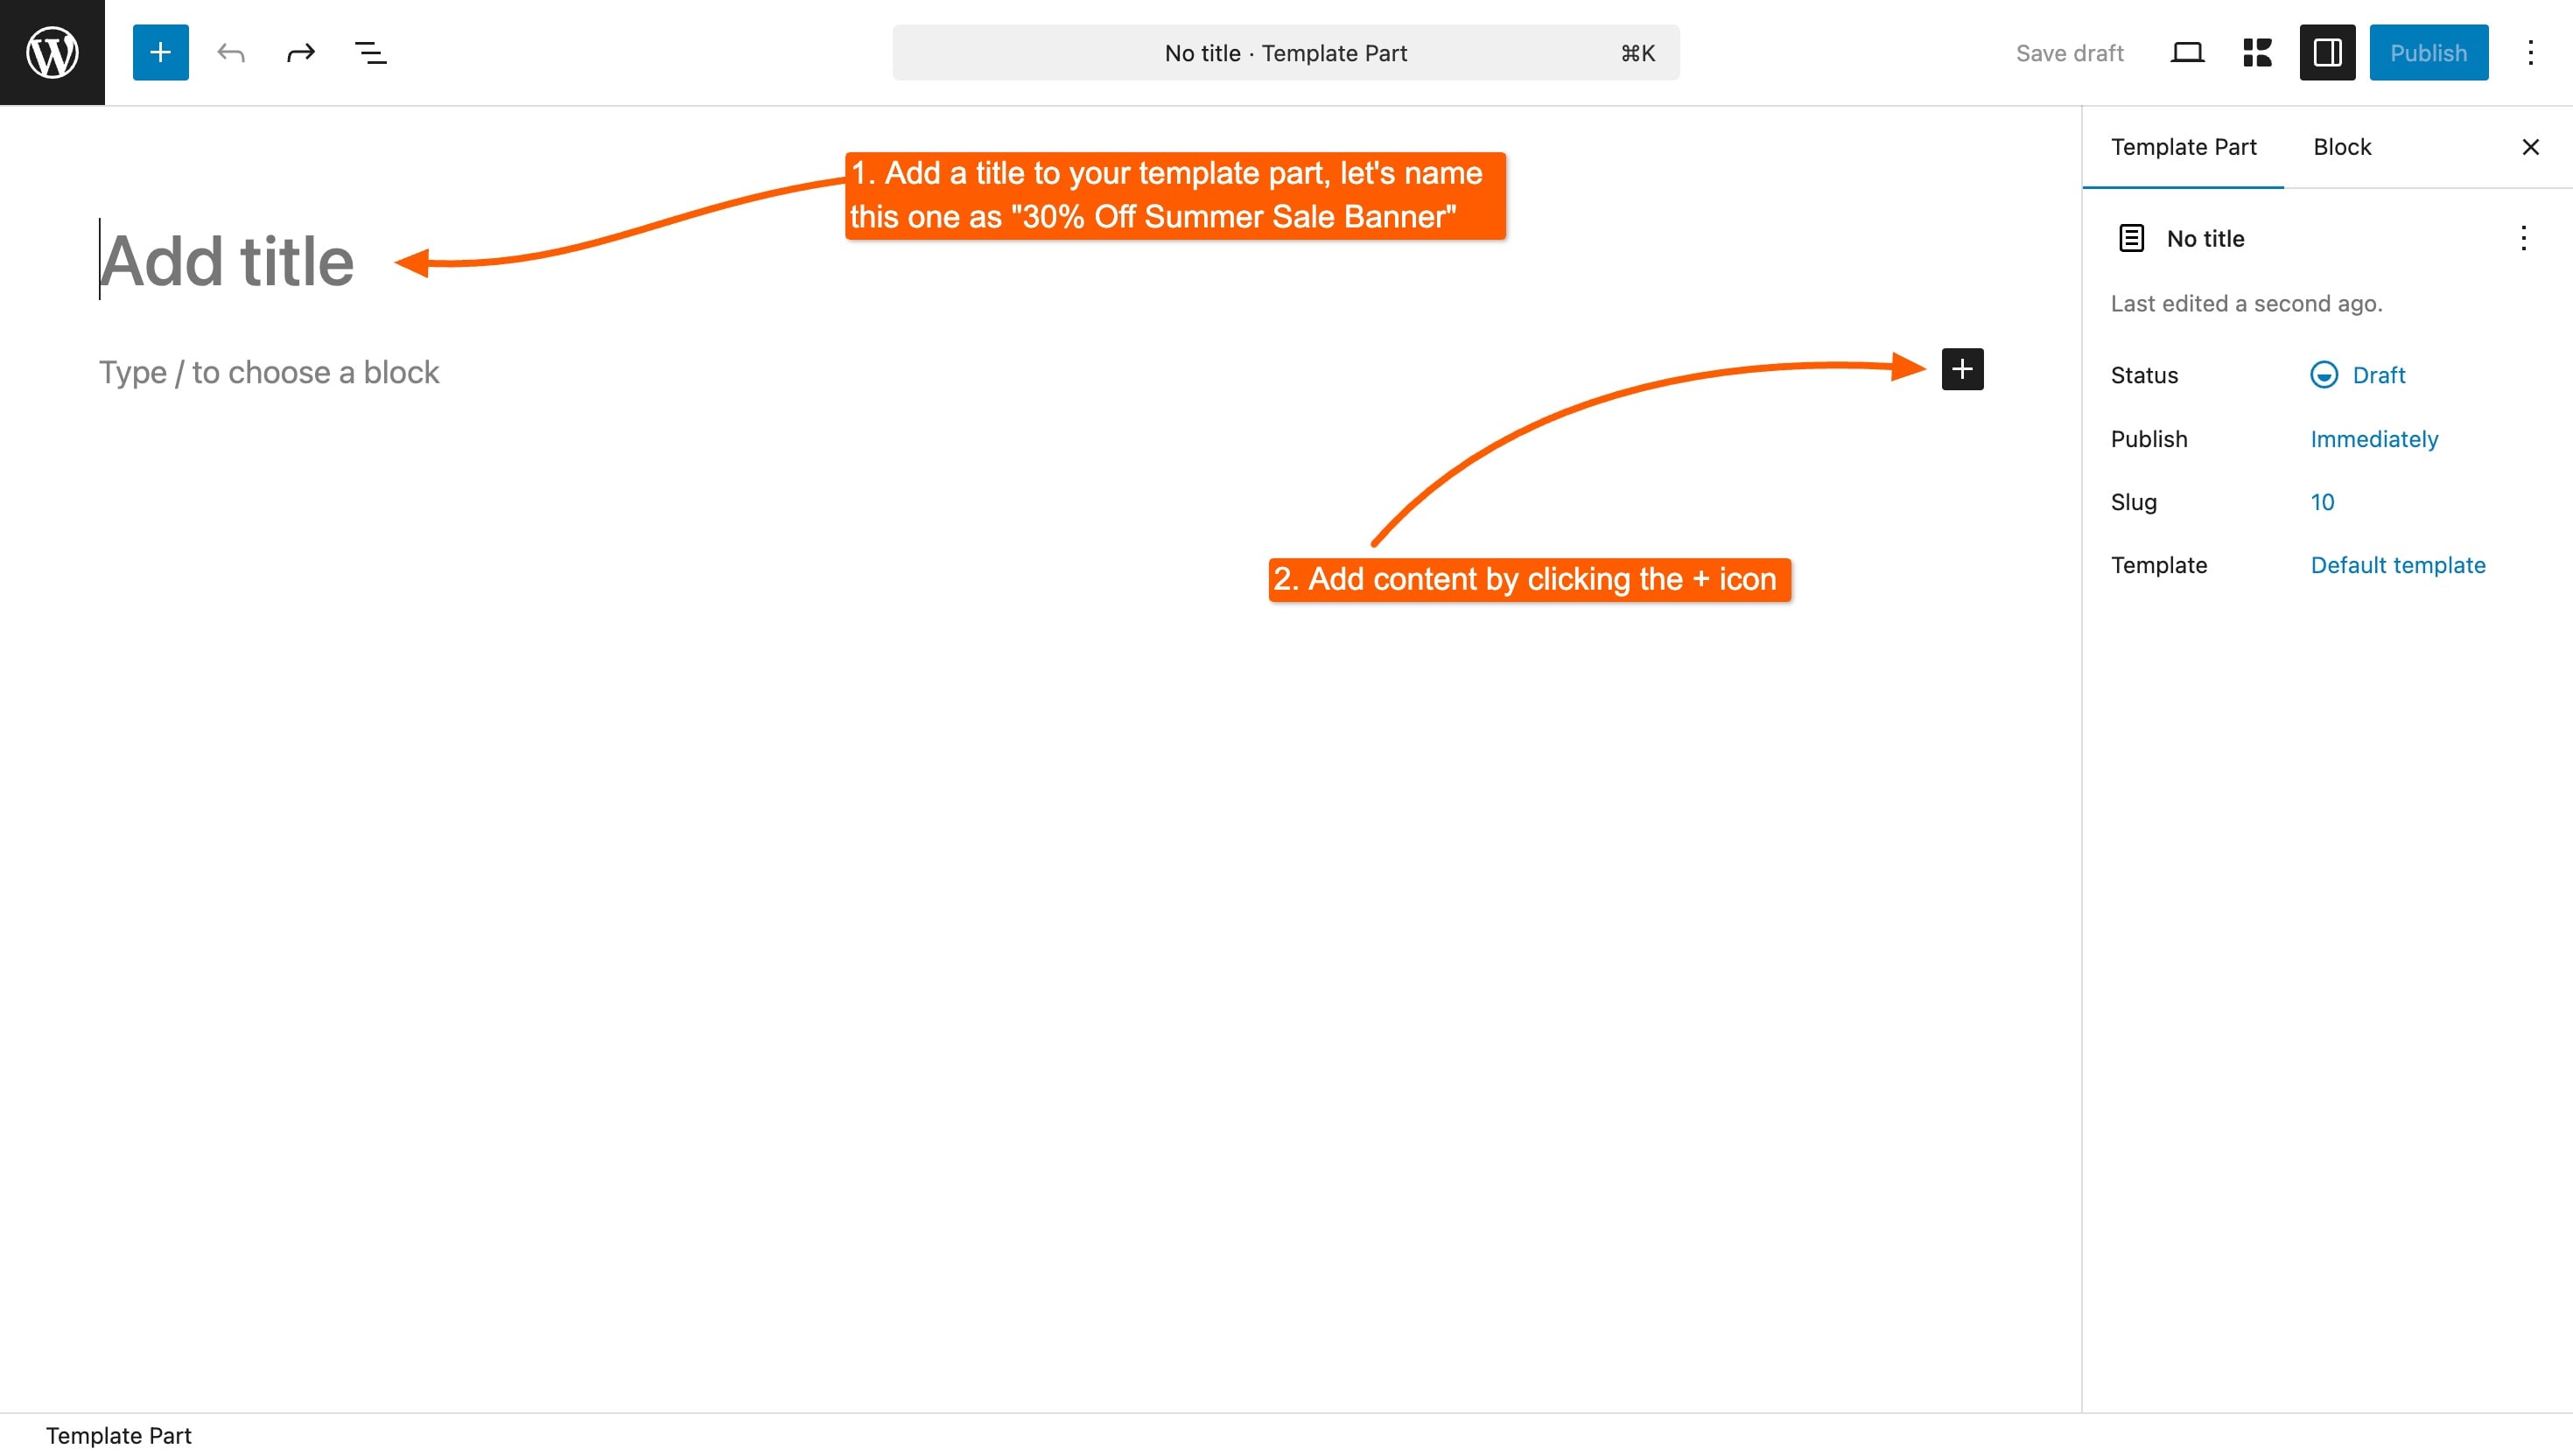 No title · Template Part
⌘K
Save draft
Publish
1. Add a title to your template part, let's name
this one as "30% Off Summer Sale Banner"
Add title
Type / to choose a block
2. Add content by clicking the + icon
Template Part
Block
No title
Last edited a second ago.
Status
Draft
Publish
Immediately
Slug
10
Template
Default template
Template Part